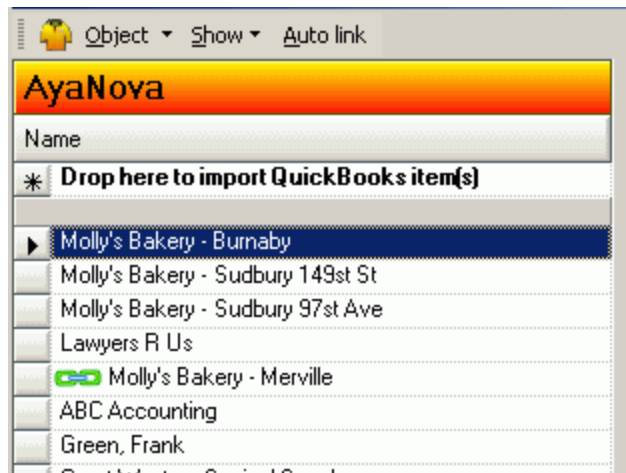 Object Show Auto link
AyaNova
Name
Drop here to import QuickBooks item(s)
Molly's Bakery - Burnaby
Molly's Bakery - Sudbury 149st St
Molly's Bakery - Sudbury 97st Ave
Lawyers R Us
Molly's Bakery - Merville
ABC Accounting
Green, Frank